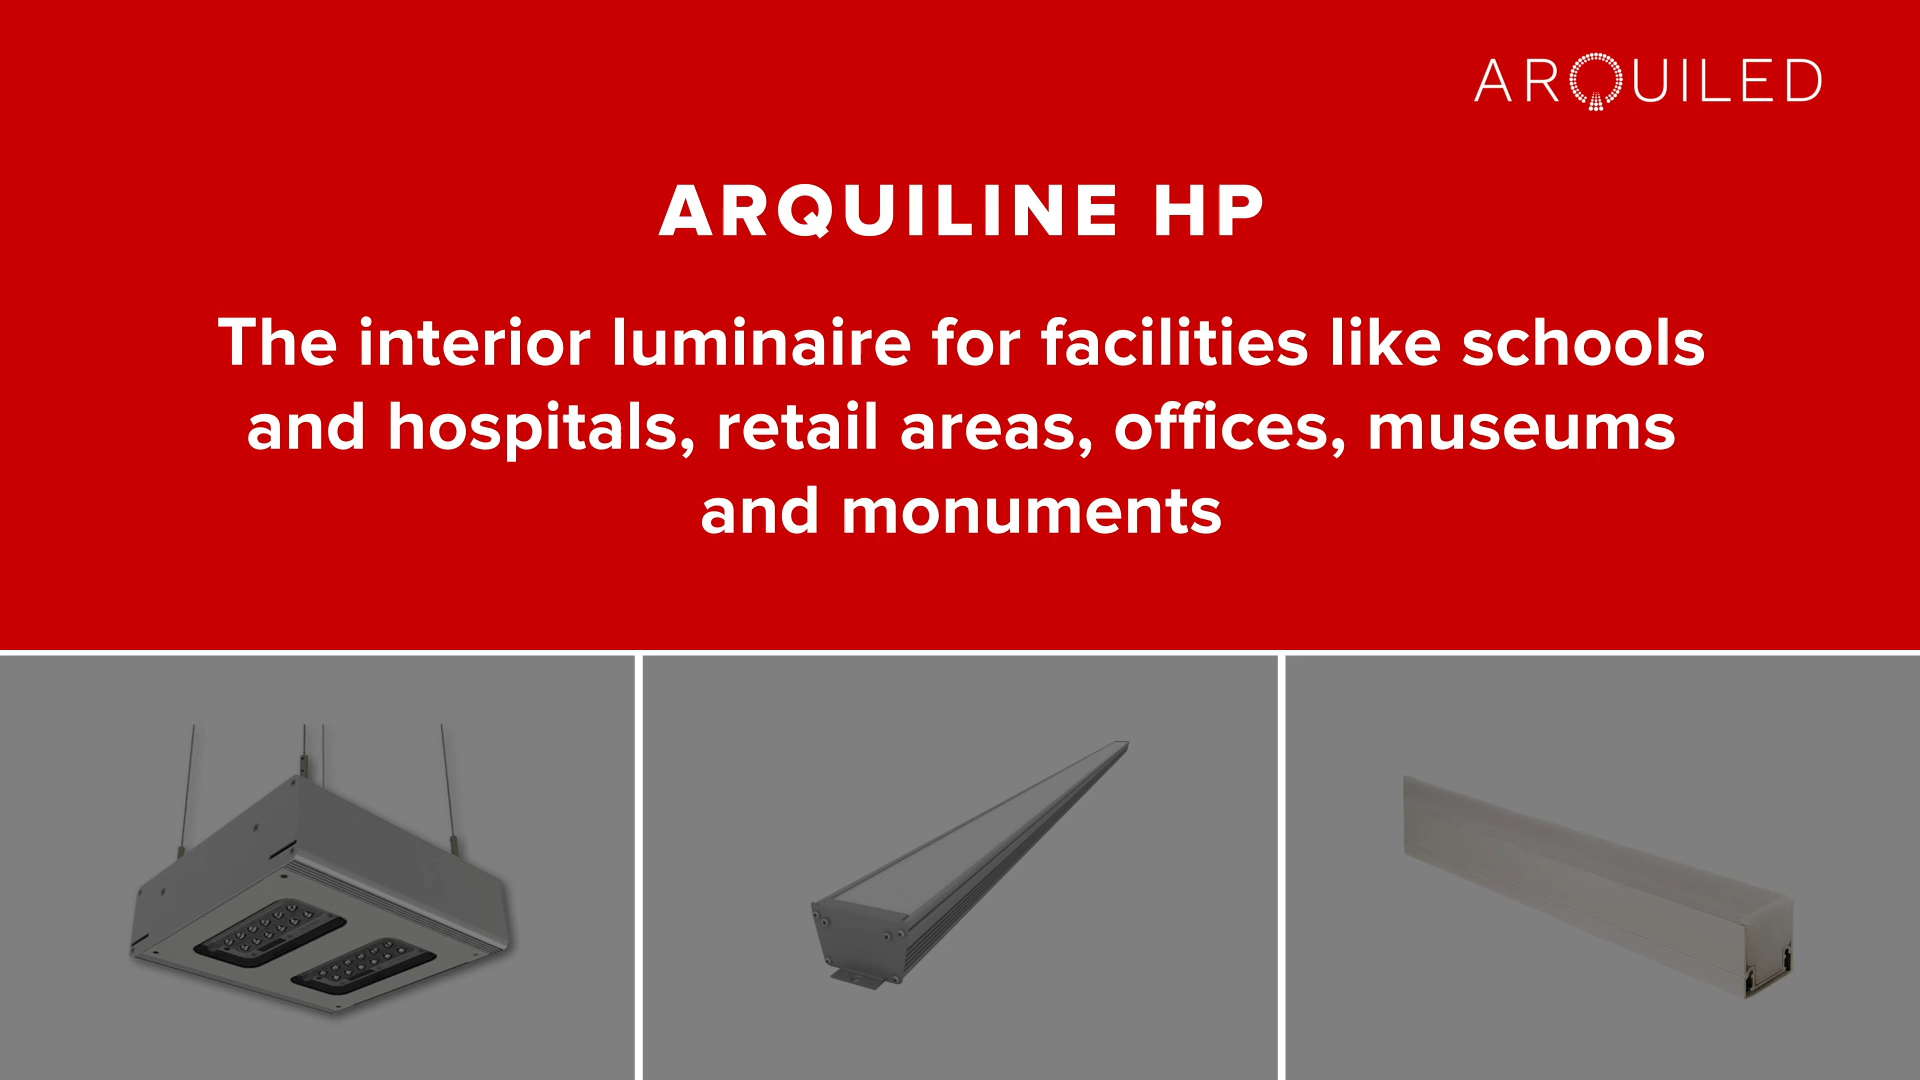 ARQUILED
ARQUILINE HP
The interior luminaire for facilities like schools
and hospitals, retail areas, offices, museums
and monuments